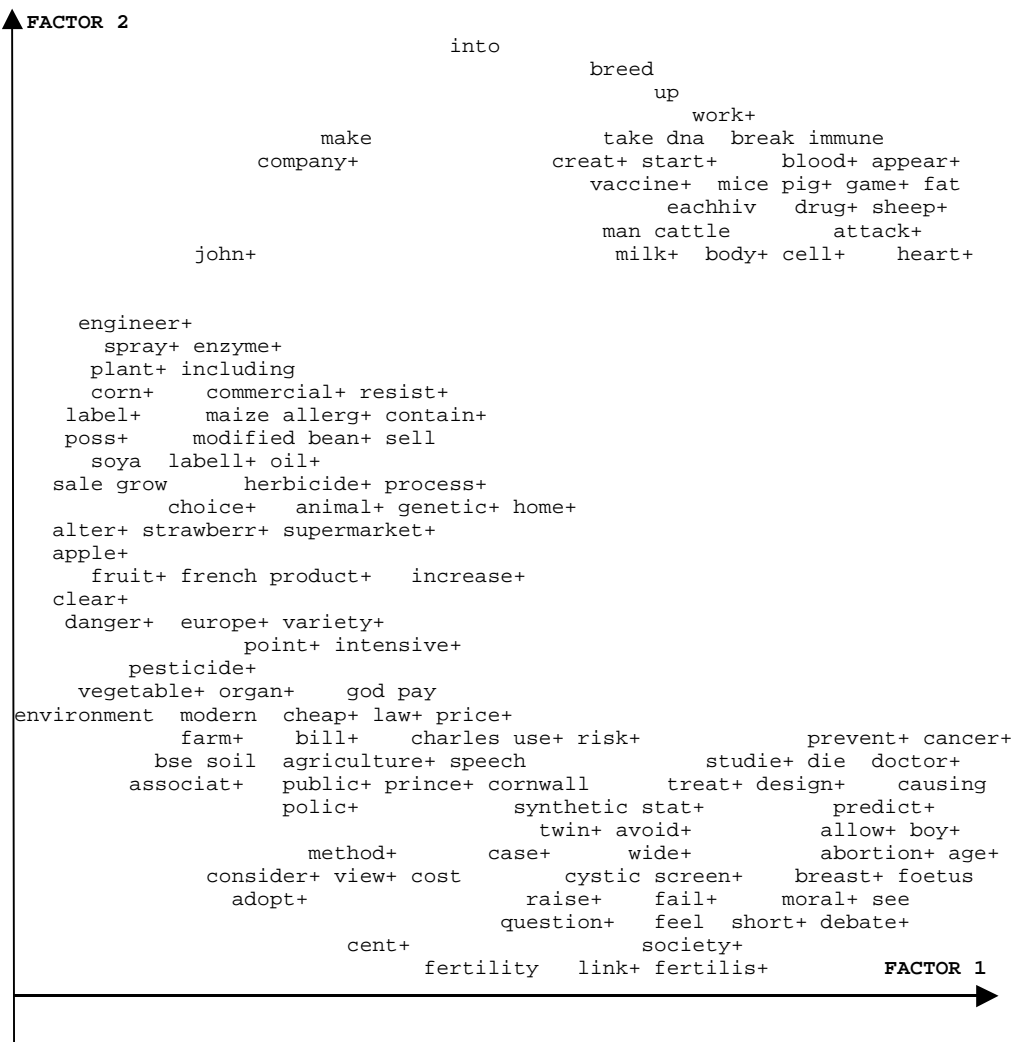 FACTOR 2
into
breed
up
work+
make take dna break immune
company+ creat+ start+ blood+ appear+
vaccine+ mice pig+ game+ fat
eachhiv drug+ sheep+
man cattle attack+
john+ milk+ body+ cell+ heart+
engineer+
spray+ enzyme+
plant+ including
corn+ commercial+ resist+
label+ maize allerg+ contain+
poss+ modified bean+ sell
soya labell+ oil+
sale grow herbicide+ process+
choice+ animal+ genetic+ home+
alter+ strawberr+ supermarket+
apple+
fruit+ french product+ increase+
clear+
danger+ europe+ variety+
point+ intensive+
pesticide+
vegetable+ organ+ god pay
environment modern cheap+ law+ price+
farm+ bill+ charles use+ risk+ prevent+ cancer+
bse soil agriculture+ speech studie+ die doctor+
associat+ public+ prince+ cornwall treat+ design+ causing
polic+ synthetic stat+ predict+
twin+ avoid+ allow+ boy+
method+ case+ wide+ abortion+ age+
consider+ view+ cost cystic screen+ breast+ foetus
adopt+ raise+ fail+ moral+ see
question+ feel short+ debate+
cent+ society+
fertility link+ fertilis+ FACTOR 1